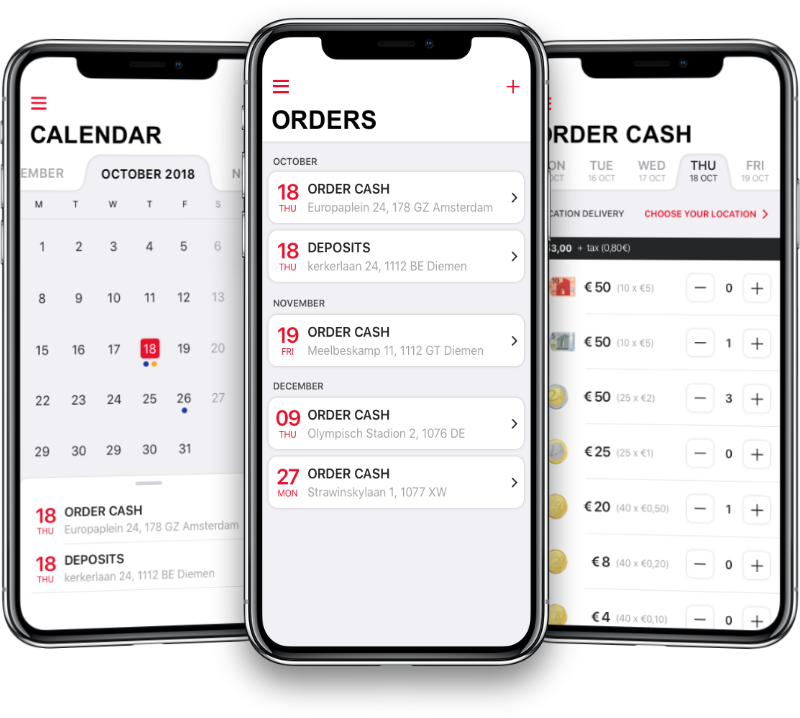 CALENDAR
EMBER OCTOBER 2018 N
M T W T F S
1 2 3 4 5 6
8 9 10 11 12 13
15 16 17 18 19 20
22 23 24 25 26 27
29 30 29 30 31
18 THU
ORDER CASH
Europaplein 24, 178 GZ Amsterdam
18 THU
DEPOSITS
kerkerlaan 24, 1112 BE Diemen
+
ORDERS
OCTOBER
18 THU
ORDER CASH
Europaplein 24, 178 GZ Amsterdam
18 THU
DEPOSITS
kerkerlaan 24, 1112 BE Diemen
NOVEMBER
19 FRI
ORDER CASH
Meelbeskamp 11, 1112 GT Diemen
DECEMBER
09 THU
ORDER CASH
Olympisch Stadion 2, 1076 DE
27 MON
ORDER CASH
Strawinskylaan 1, 1077 XW
RDER CASH
ON TUE WED THU FRI
OCT 16 OCT 17 OCT 18 OCT 19 OCT
CATION DELIVERY CHOOSE YOUR LOCATION
3,00 + tax (0,80€)
€ 50 (10 x €5) — 0 +
€ 50 (10 x €5) — 1 +
€ 50 (25 x €2) — 3 +
€ 25 (25 x €1) — 0 +
€ 20 (40 x €0,50) — 1 +
€ 8 (40 x €0,20) — 0 +
€ 4 (40 x €0,10) — 0 +